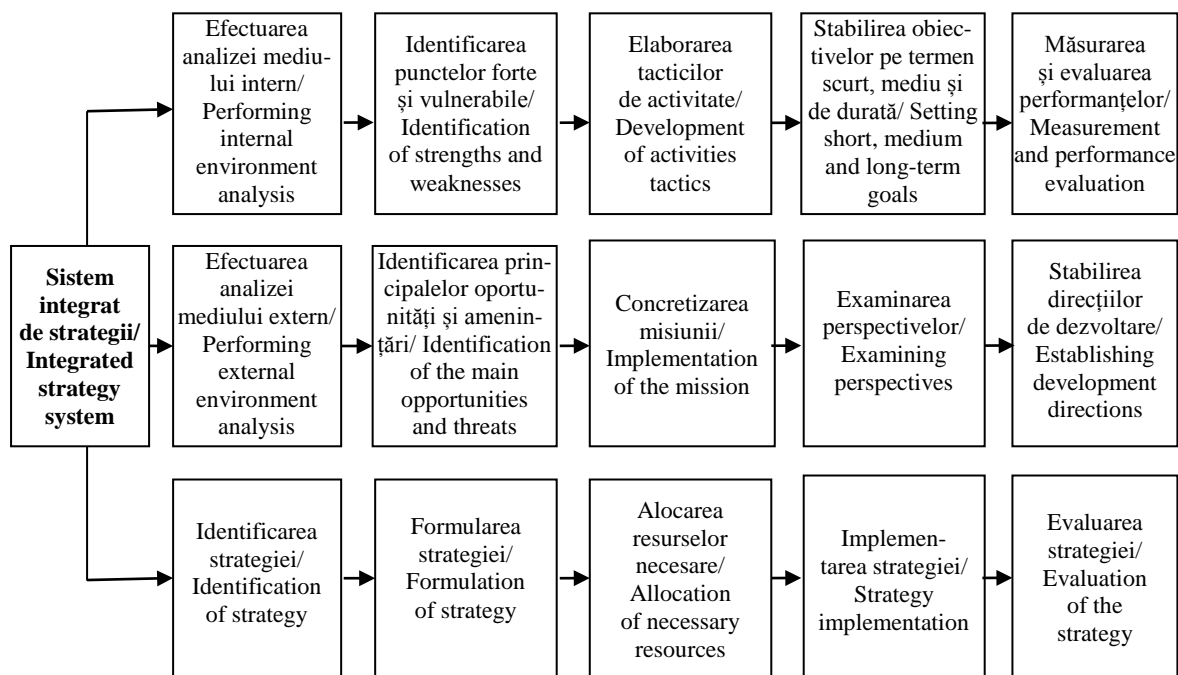 Efectuarea
analizei mediu-
lui intern/
Performing
internal
environment
analysis
Identificarea
punctelor forte
și vulnerabile/
Identification
of strengths and
weaknesses
Elaborarea
tacticilor
de activitate/
Development
of activities
tactics
Stabilirea obiec-
tivelor pe termen
scurt, mediu și
de durată/ Setting
short, medium
and long-term
goals
Măsurarea
și evaluarea
performanțelor/
Measurement
and performance
evaluation
Sistem
integrat
de strategii/
Integrated
strategy
system
Efectuarea
analizei
mediului extern/
Performing
external
environment
analysis
Identificarea prin-
cipalelor oportu-
nități și amenin-
țări/ Identification
of the main
opportunities
and threats
Concretizarea
misiunii/
Implementation
of the mission
Examinarea
perspectivelor/
Examining
perspectives
Stabilirea
direcțiilor
de dezvoltare/
Establishing
development
directions
Identificarea
strategiei/
Identification
of strategy
Formularea
strategiei/
Formulation
of strategy
Alocarea
resurselor
necesare/
Allocation
of necessary
resources
Implemen-
tarea strategiei/
Strategy
implementation
Evaluarea
strategiei/
Evaluation
of the
strategy